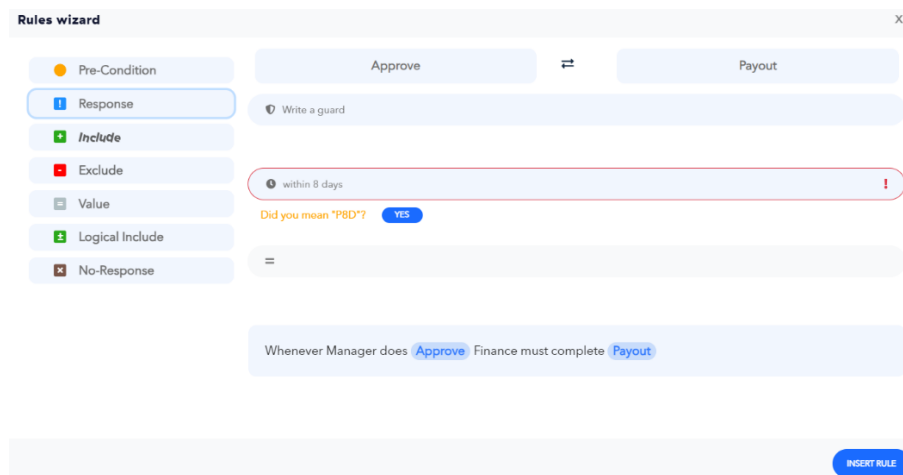 Rules wizard
X
Pre-Condition
Response
Include
Exclude
Value
Logical Include
No-Response
Approve
Payout
Write a guard
within 8 days
!
Did you mean "P8D"? YES
=
Whenever Manager does Approve Finance must complete Payout
INSERT RULE